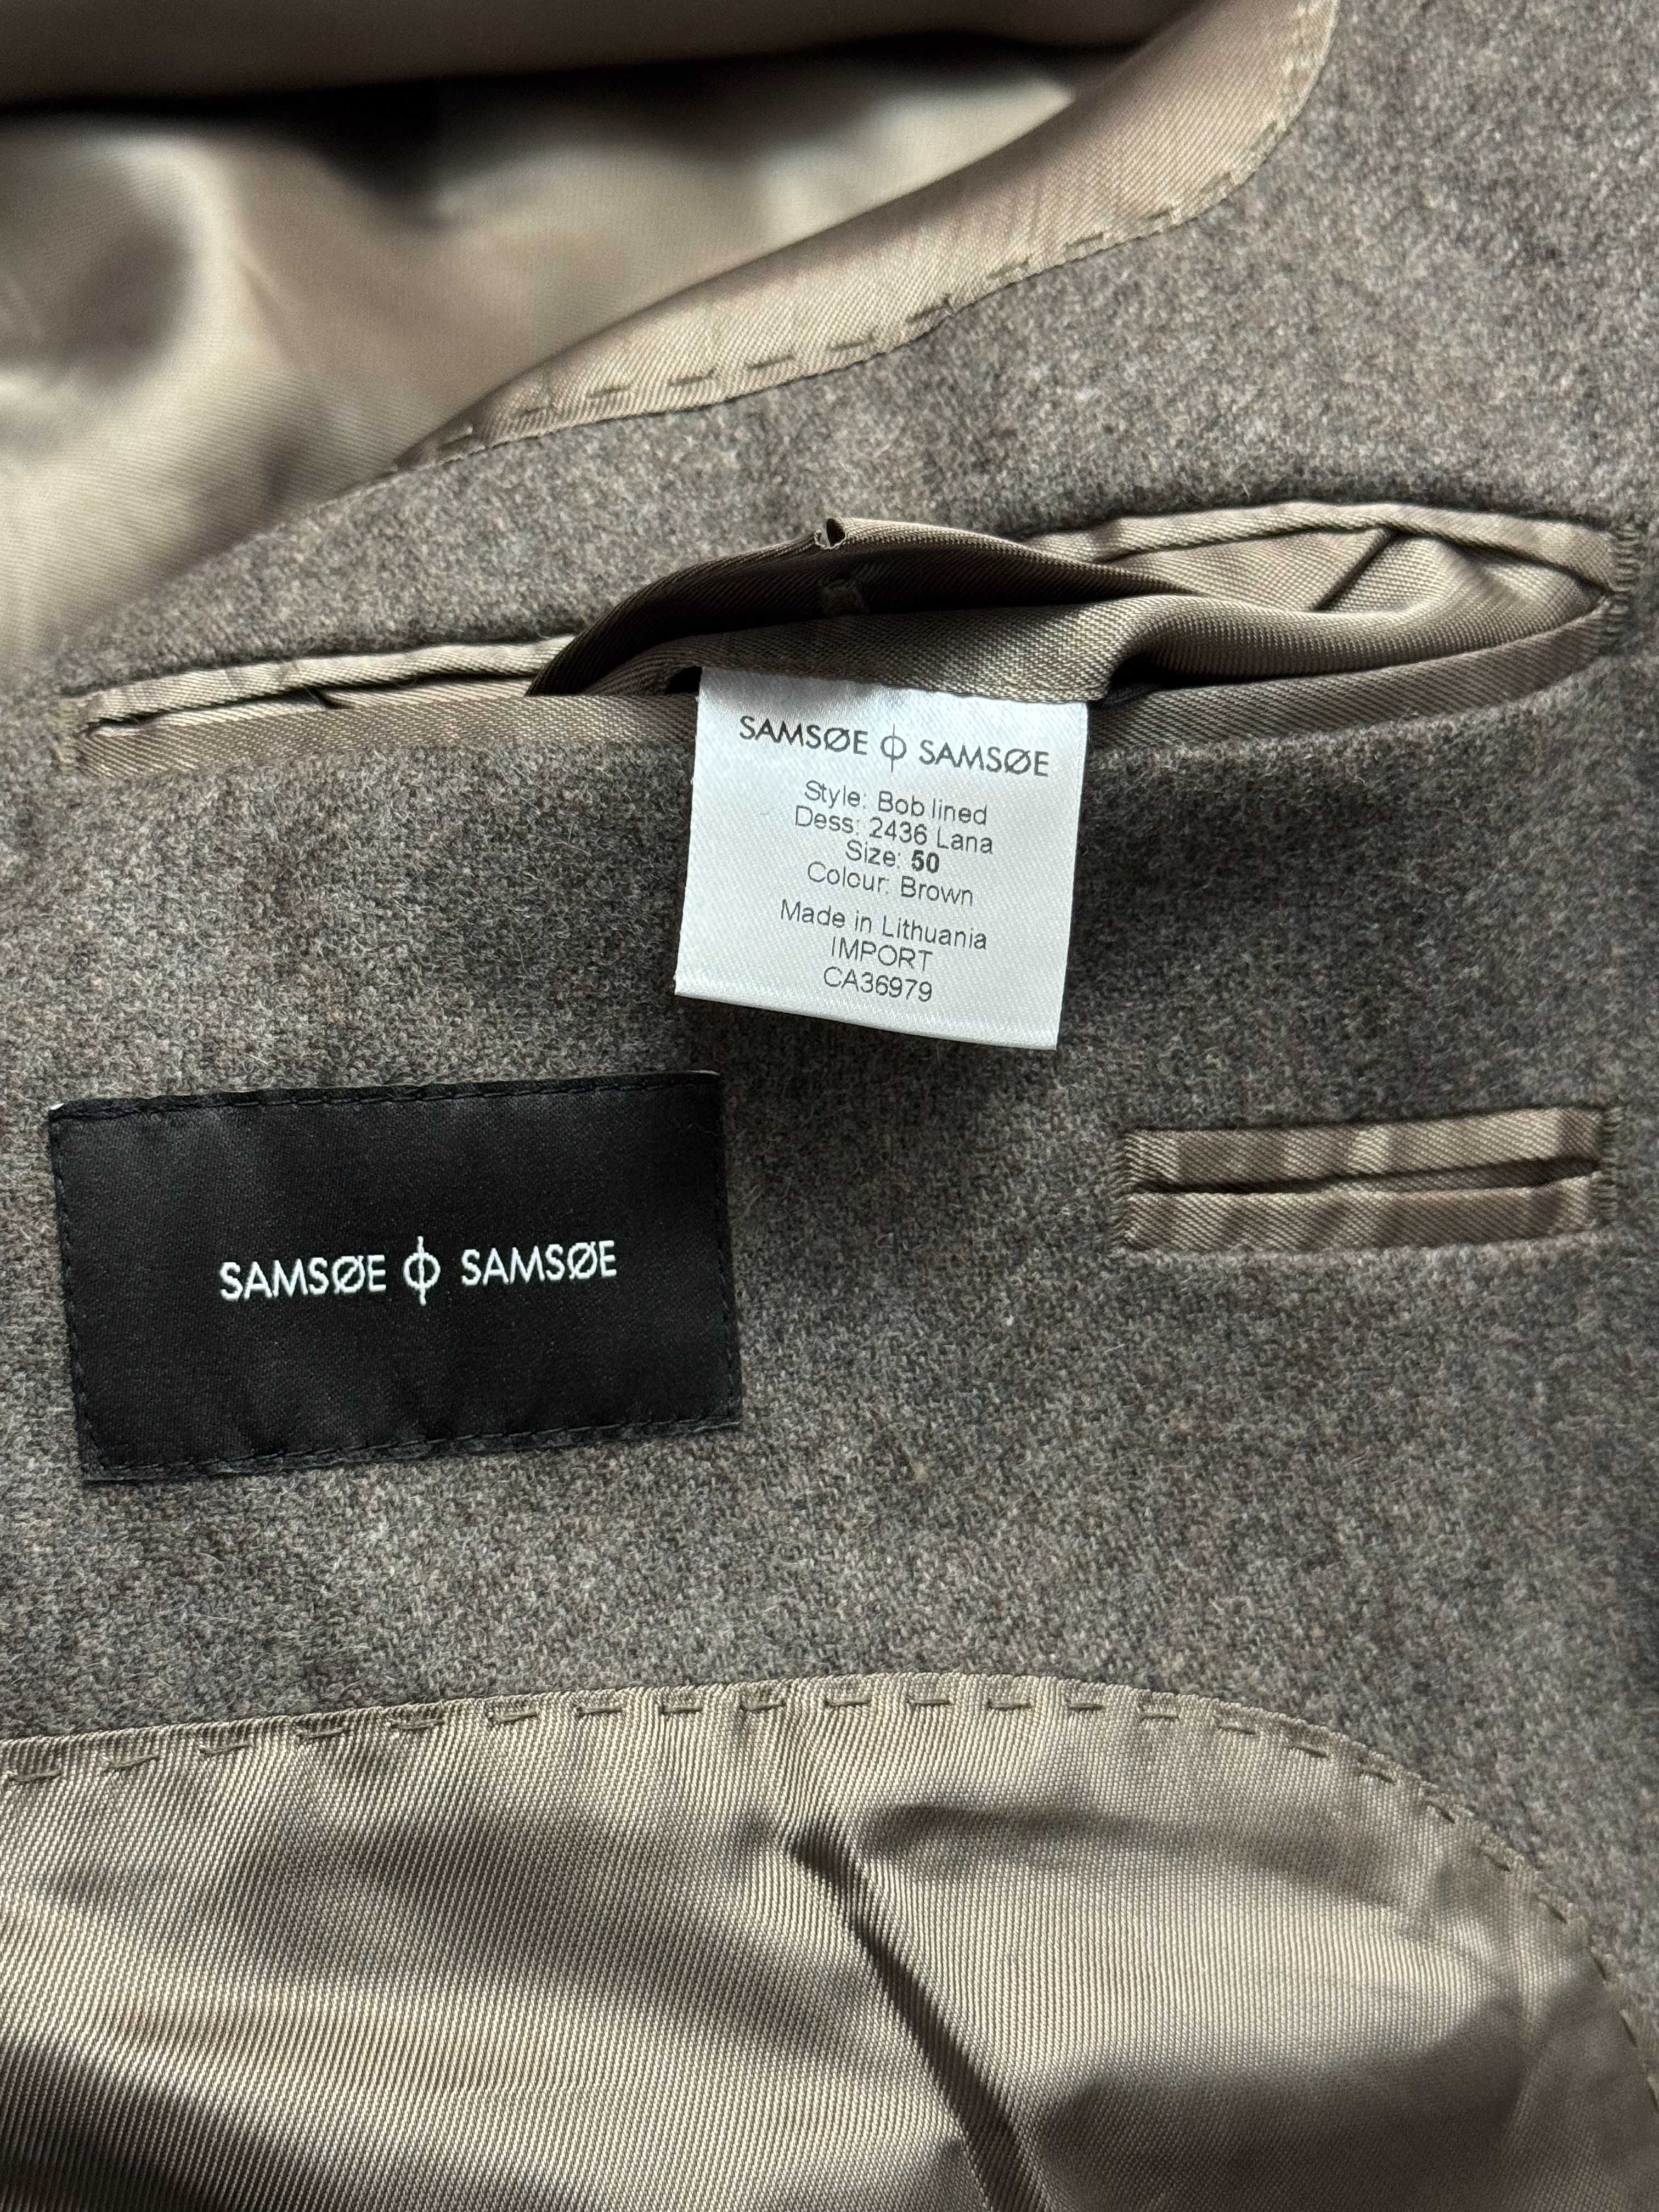 SAMSØE ϕ SAMSØE
Style: Bob lined
Dess: 2436 Lana
Size: 50
Colour: Brown
Made in Lithuania
IMPORT
CA36979
SAMSØE ϕ SAMSØE